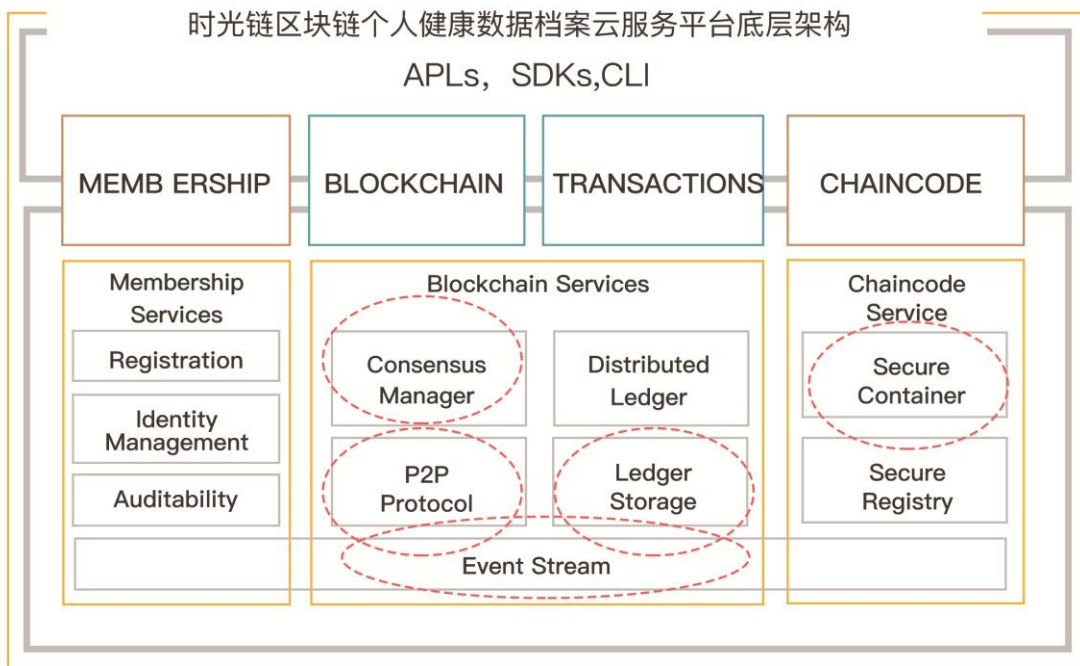 时光链区块链个人健康数据档案云服务平台底层架构
APLs, SDKs,CLI
MEMB ERSHIP
BLOCKCHAIN
TRANSACTIONS
CHAINCODE
Membership
Services
Registration
Identity
Management
Auditability
Blockchain Services
Consensus
Manager
Distributed
Ledger
P2P
Protocol
Ledger
Storage
Chaincode
Service
Secure
Container
Secure
Registry
Event Stream